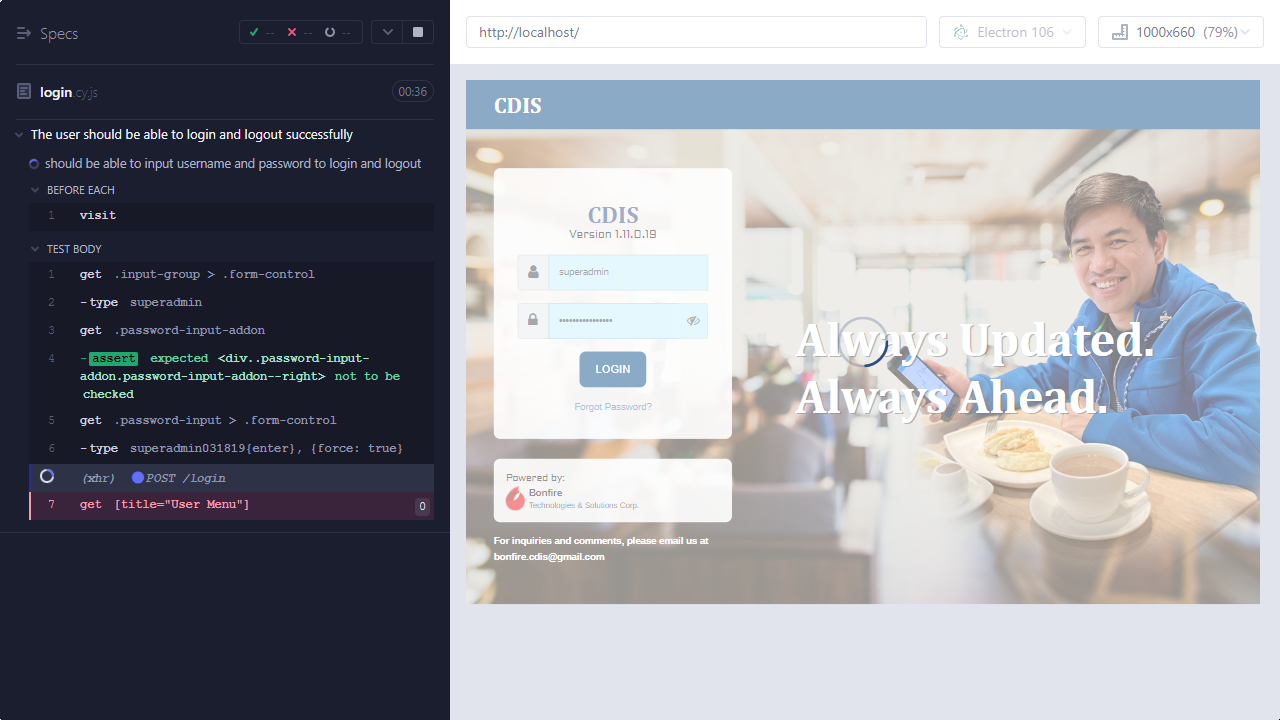 Specs
-- -- --
login.cy.js
00:36
The user should be able to login and logout successfully
should be able to input username and password to login and logout
BEFORE EACH
1 visit
TEST BODY
1 get .input-group > .form-control
2 -type superadmin
3 get .password-input-addon
4 -assert expected <div..password-input-
addon.password-input-addon--right> not to be
checked
5 get .password-input > .form-control
6 -type superadmin031819{enter}, {force: true}
(xhr) POST /login
7 get [title="User Menu"]
0
http://localhost/
Electron 106
1000x660 (79%)
CDIS
CDIS
Version 1.11.0.19
superadmin
••••••••••••••••
LOGIN
Forgot Password?
Powered by:
Bonfire
Technologies & Solutions Corp.
For inquiries and comments, please email us at
bonfire.cdis@gmail.com
Always Updated.
Always Ahead.